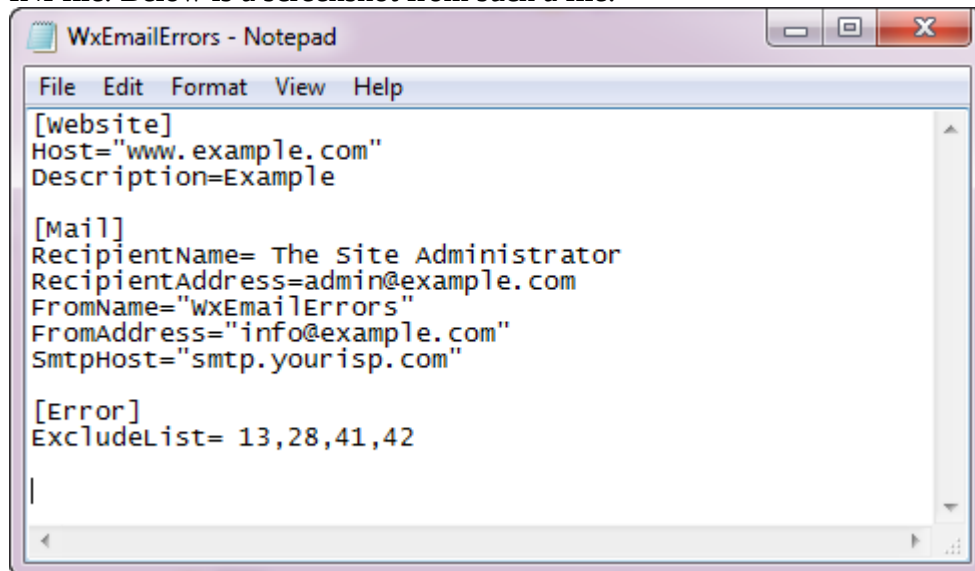 WxEmailErrors - Notepad
File Edit Format View Help
[Website]
Host="www.example.com"
Description=Example
[Mail]
RecipientName= The Site Administrator
RecipientAddress=admin@example.com
FromName="WxEmailErrors"
FromAddress="info@example.com"
SmtpHost="smtp.yourisp.com"
[Error]
ExcludeList= 13,28,41,42